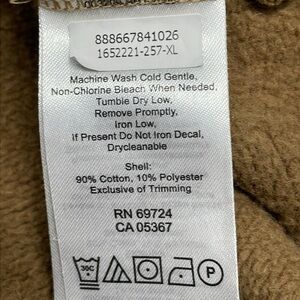 888667841026
1652221-257-XL
Machine Wash Cold Gentle,
Non-Chlorine Bleach When Needed,
Tumble Dry Low,
Remove Promptly,
Iron Low,
If Present Do Not Iron Decal,
Drycleanable
Shell:
90% Cotton, 10% Polyester
Exclusive of Trimming
RN 69724
CA 05367
30C
P